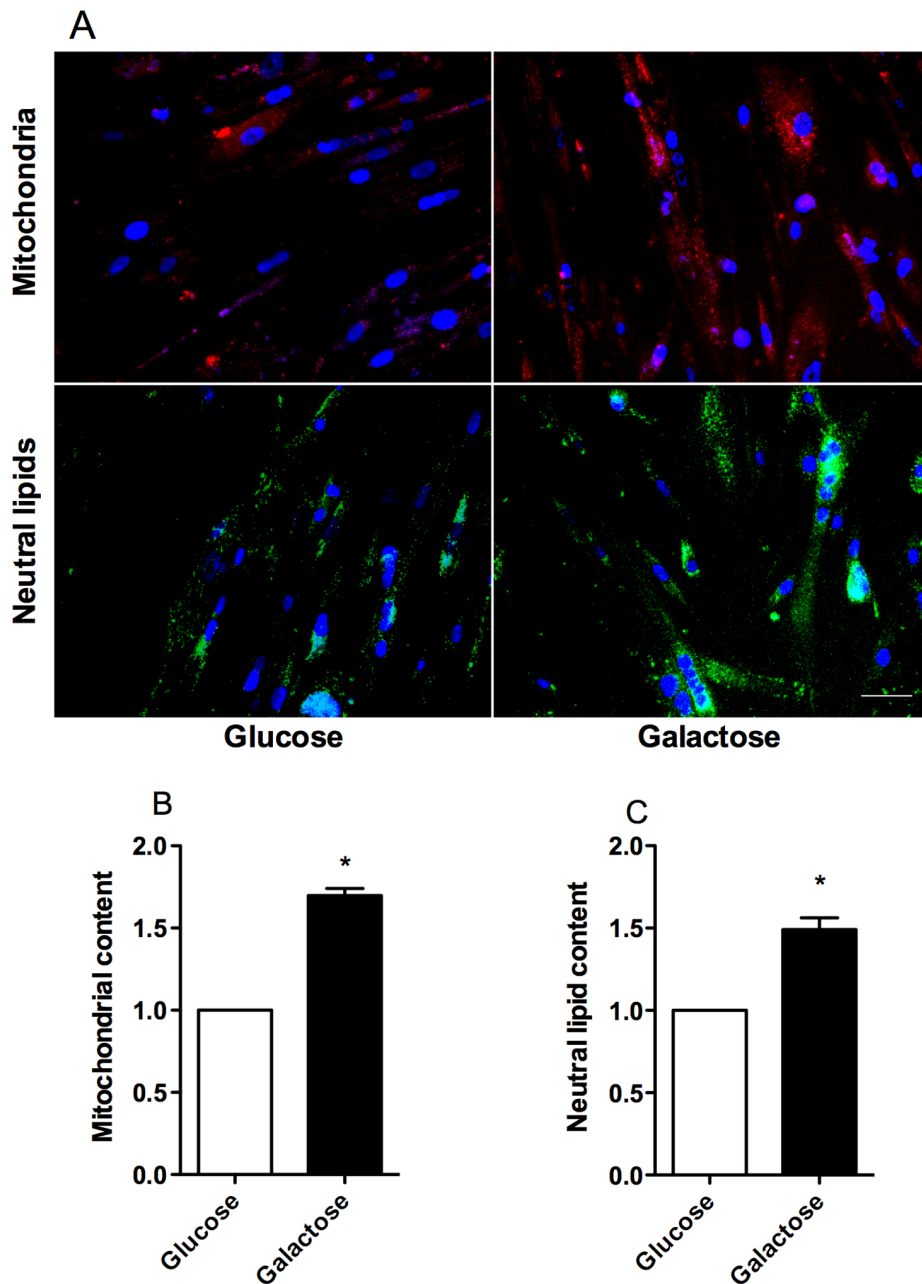 A
Mitochondria
Neutral lipids
Glucose
Galactose
B
2.0
1.5
1.0
0.5
0.0
Mitochondrial content
*
Glucose
Galactose
C
2.0
1.5
1.0
0.5
0.0
Neutral lipid content
*
Glucose
Galactose